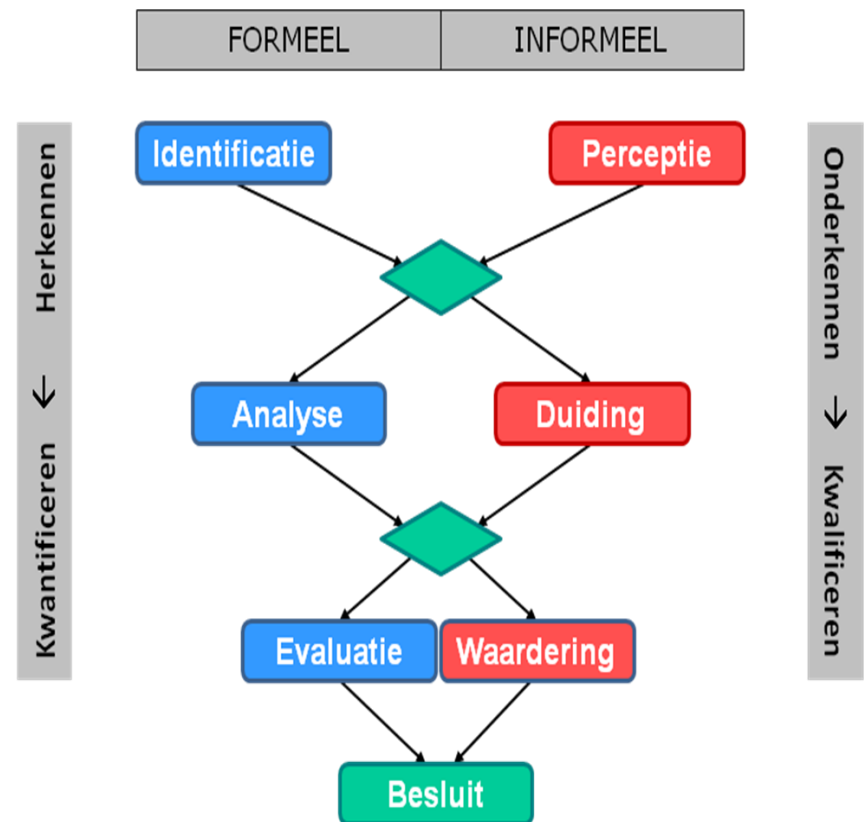 FORMEEL INFORMEEL
Identificatie Perceptie
Analyse Duiding
Evaluatie Waardering
Besluit
Herkennen → Kwantificeren
Onderkennen → Kwalificeren